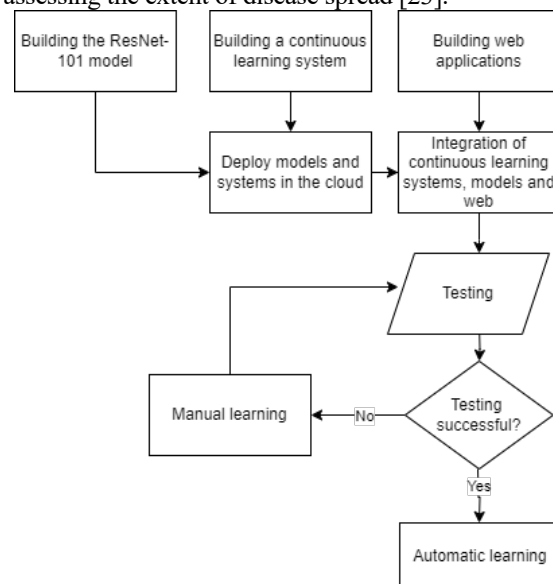 assessing the extent of disease spread [25].
Building the ResNet-
101 model
Building a continuous
learning system
Building web
applications
Deploy models and
systems in the cloud
Integration of
continuous learning
systems, models and
web
Testing
Manual learning
No
Testing
successful?
Yes
Automatic learning